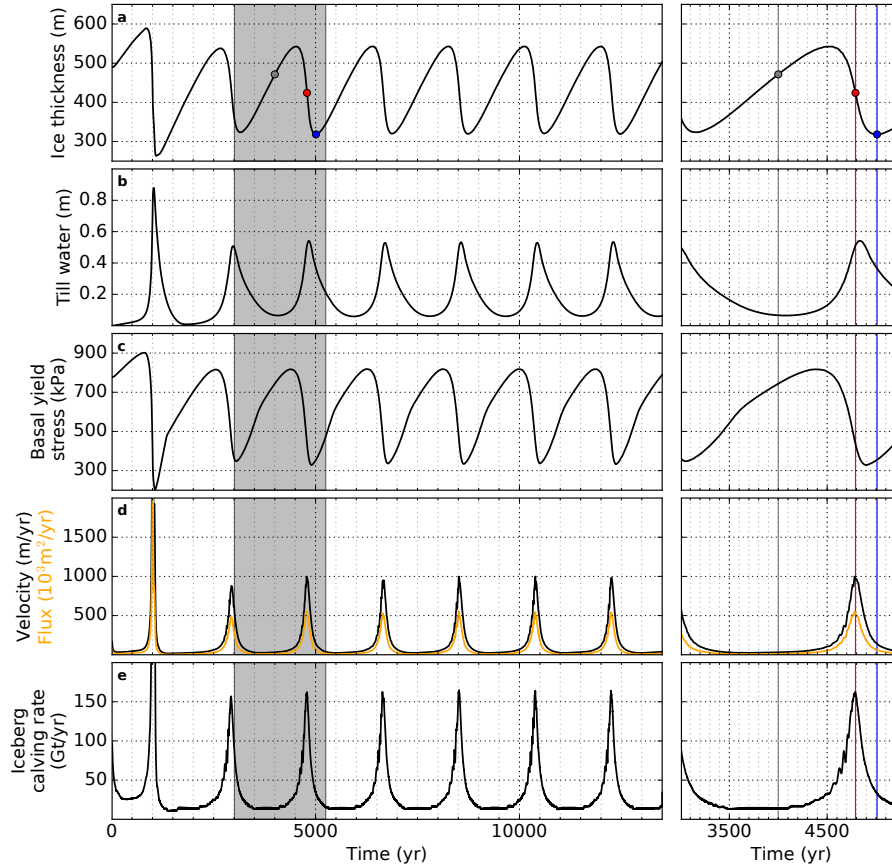 a
Ice thickness (m)
600
500
400
300
b
Till water (m)
0.8
0.6
0.4
0.2
c
Basal yield
stress (kPa)
900
700
500
300
d
Velocity (m/yr)
Flux (10³m²/yr)
1500
1000
500
e
Iceberg
calving rate
(Gt/yr)
150
100
50
0 5000 10000 3500 4500
Time (yr) Time (yr)